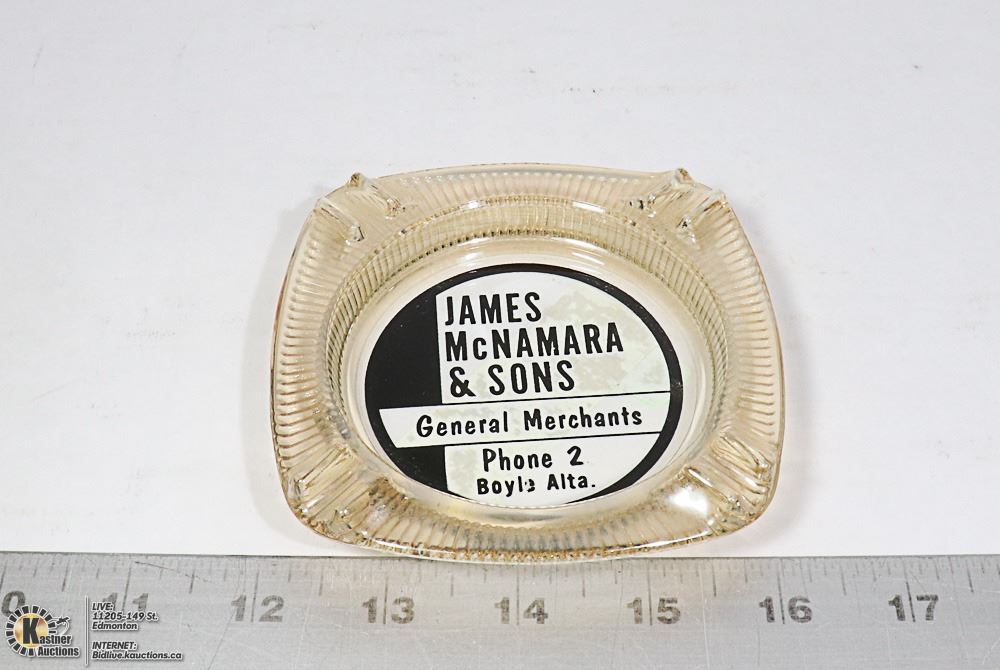 JAMES
McNAMARA
& SONS
General Merchants
Phone 2
Boyle Alta.
0 11 12 13 14 15 16 17
Kastner
Auctions
LIVE:
11205-149 St.
Edmonton
INTERNET:
Bidlive.kauctions.ca